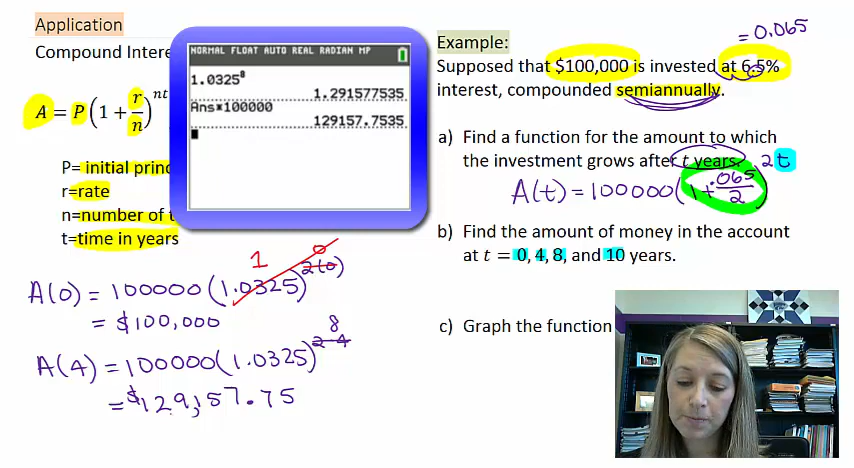 Application
Compound Intere
A = P(1 + r/n)^nt
P= initial princ
r=rate
n=number of t
t=time in years
NORMAL FLOAT AUTO REAL RADIAN MP
1.0325^8
1.291577535
Ans*100000
129157.7535
A(0) = 100000(1.0325)^2(0) 0
1
= $100,000
A(4) = 100000(1.0325)^2·4 8
= $129,157.75
= 0.065
Example:
Supposed that $100,000 is invested at 6.5%
interest, compounded semiannually.
a) Find a function for the amount to which
the investment grows after t years.
A(t) = 100000(1+.065/2)^2t
b) Find the amount of money in the account
at t = 0, 4, 8, and 10 years.
c) Graph the function